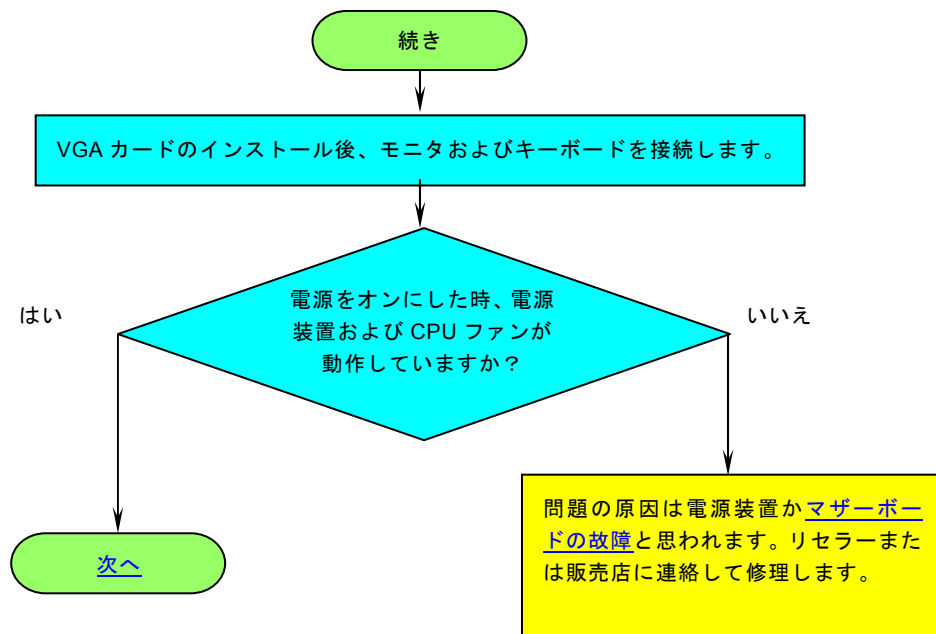 続き
VGA カードのインストール後、モニタおよびキーボードを接続します。
電源をオンにした時、電源
装置および CPU ファンが
動作していますか？
はい
いいえ
問題の原因は電源装置かマザーボー
ドの故障と思われます。リセラーまた
は販売店に連絡して修理します。
次へ